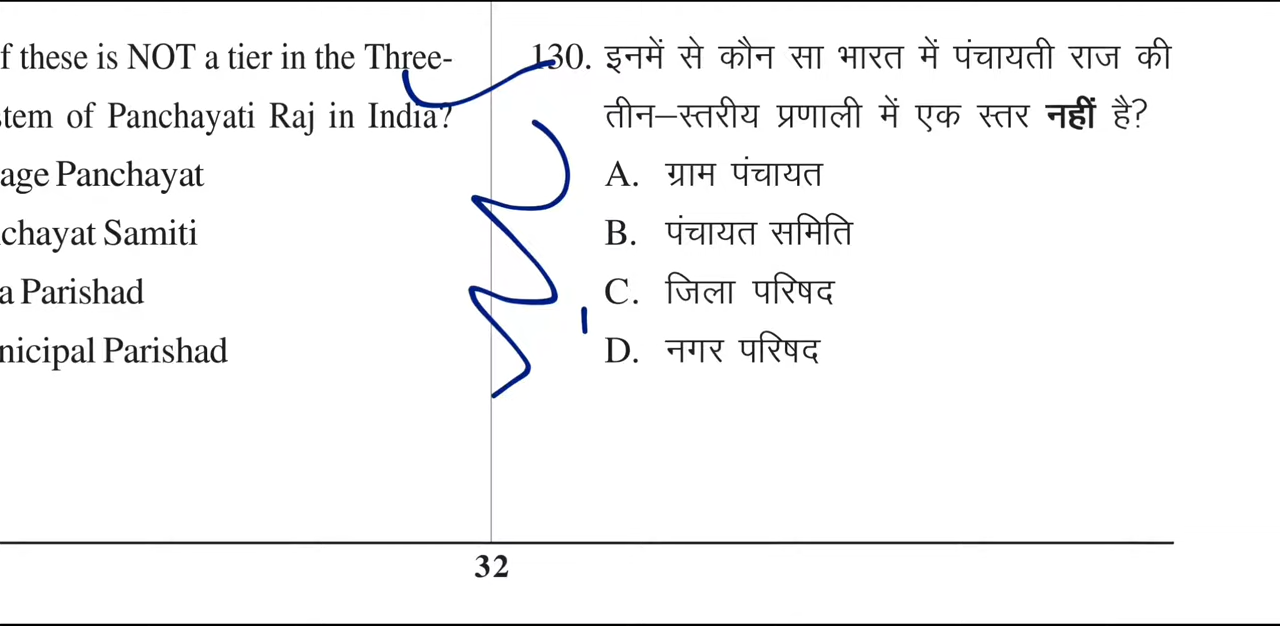 f these is NOT a tier in the Three-
stem of Panchayati Raj in India?
age Panchayat
chayat Samiti
a Parishad
nicipal Parishad
130. इनमें से कौन सा भारत में पंचायती राज की
तीन–स्तरीय प्रणाली में एक स्तर नहीं है?
A. ग्राम पंचायत
B. पंचायत समिति
C. जिला परिषद
D. नगर परिषद
32